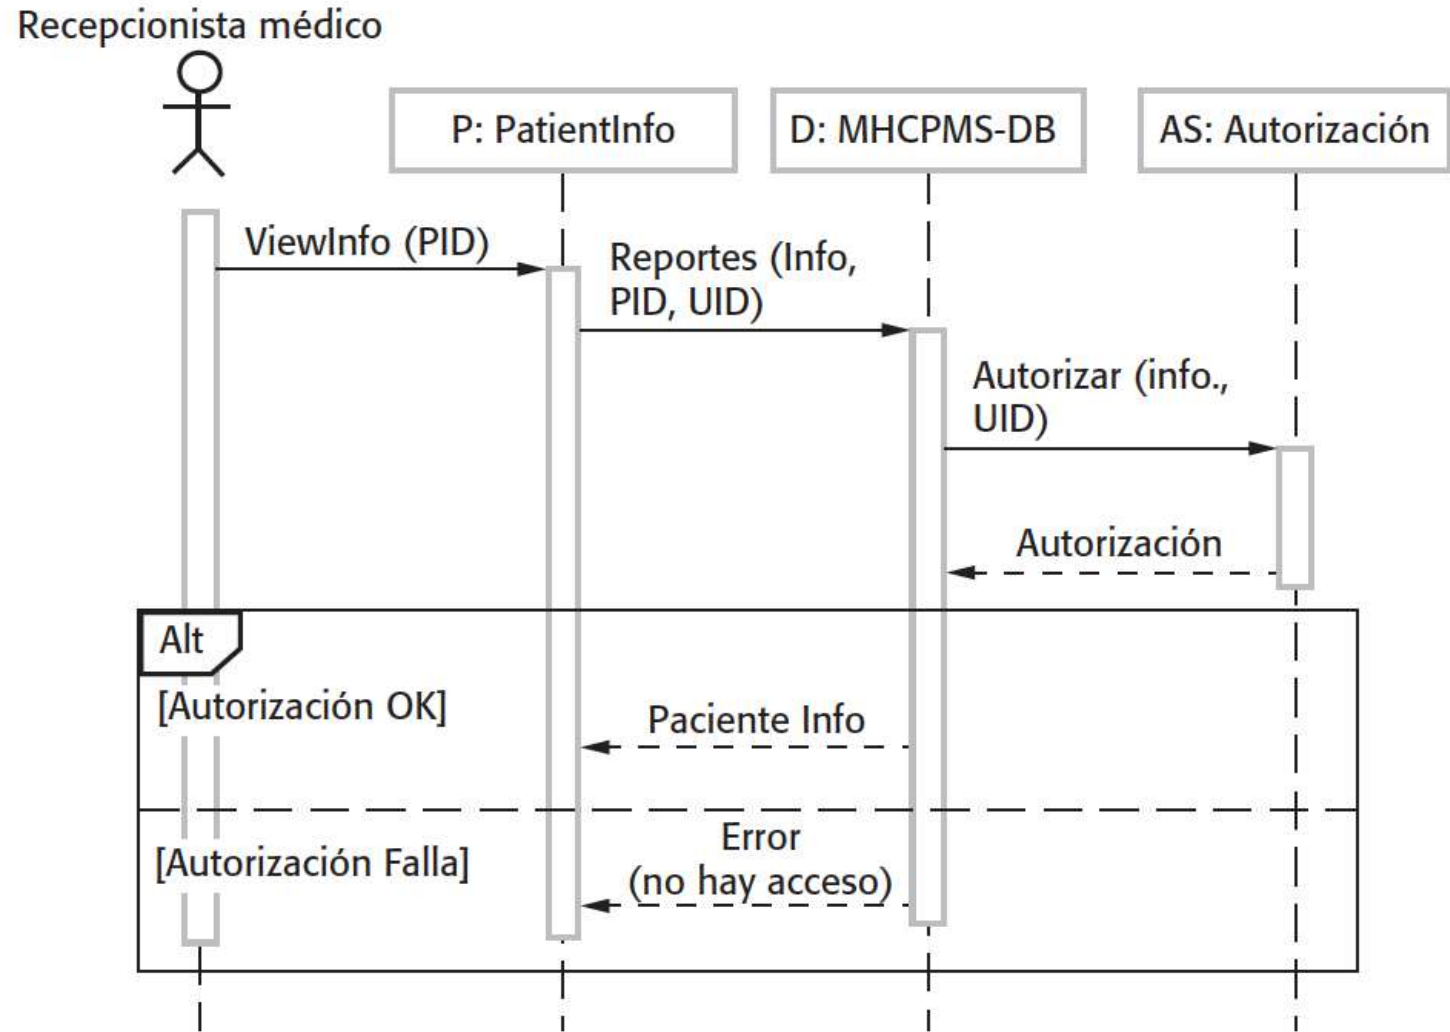 Recepcionista médico
P: PatientInfo
D: MHCPMS-DB
AS: Autorización
ViewInfo (PID)
Reportes (Info,
PID, UID)
Autorizar (info.,
UID)
Autorización
Alt
[Autorización OK]
Paciente Info
[Autorización Falla]
Error
(no hay acceso)